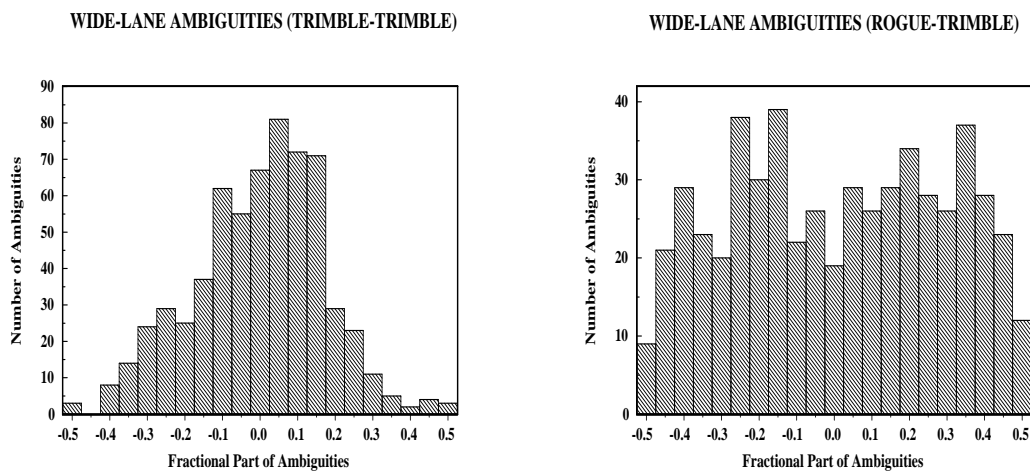 WIDE-LANE AMBIGUITIES (TRIMBLE-TRIMBLE)
Number of Ambiguities
90
80
70
60
50
40
30
20
10
0
-0.5 -0.4 -0.3 -0.2 -0.1 0.0 0.1 0.2 0.3 0.4 0.5
Fractional Part of Ambiguities
WIDE-LANE AMBIGUITIES (ROGUE-TRIMBLE)
Number of Ambiguities
40
30
20
10
0
-0.5 -0.4 -0.3 -0.2 -0.1 0.0 0.1 0.2 0.3 0.4 0.5
Fractional Part of Ambiguities